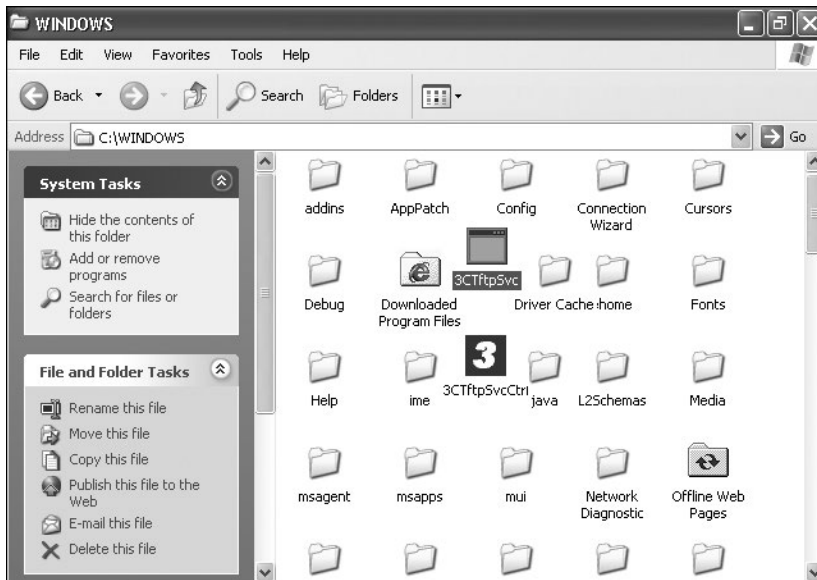 WINDOWS
File Edit View Favorites Tools Help
Back Search Folders
Address C:\WINDOWS Go
System Tasks
Hide the contents of
this folder
Add or remove
programs
Search for files or
folders
File and Folder Tasks
Rename this file
Move this file
Copy this file
Publish this file to the
Web
E-mail this file
Delete this file
addins AppPatch Config Connection
Wizard Cursors
3CTftpSvc
Debug Downloaded
Program Files Driver Cache home Fonts
3
Help ime 3CTftpSvcCtrl java L2Schemas Media
msagent msapps mui Network
Diagnostic Offline Web
Pages